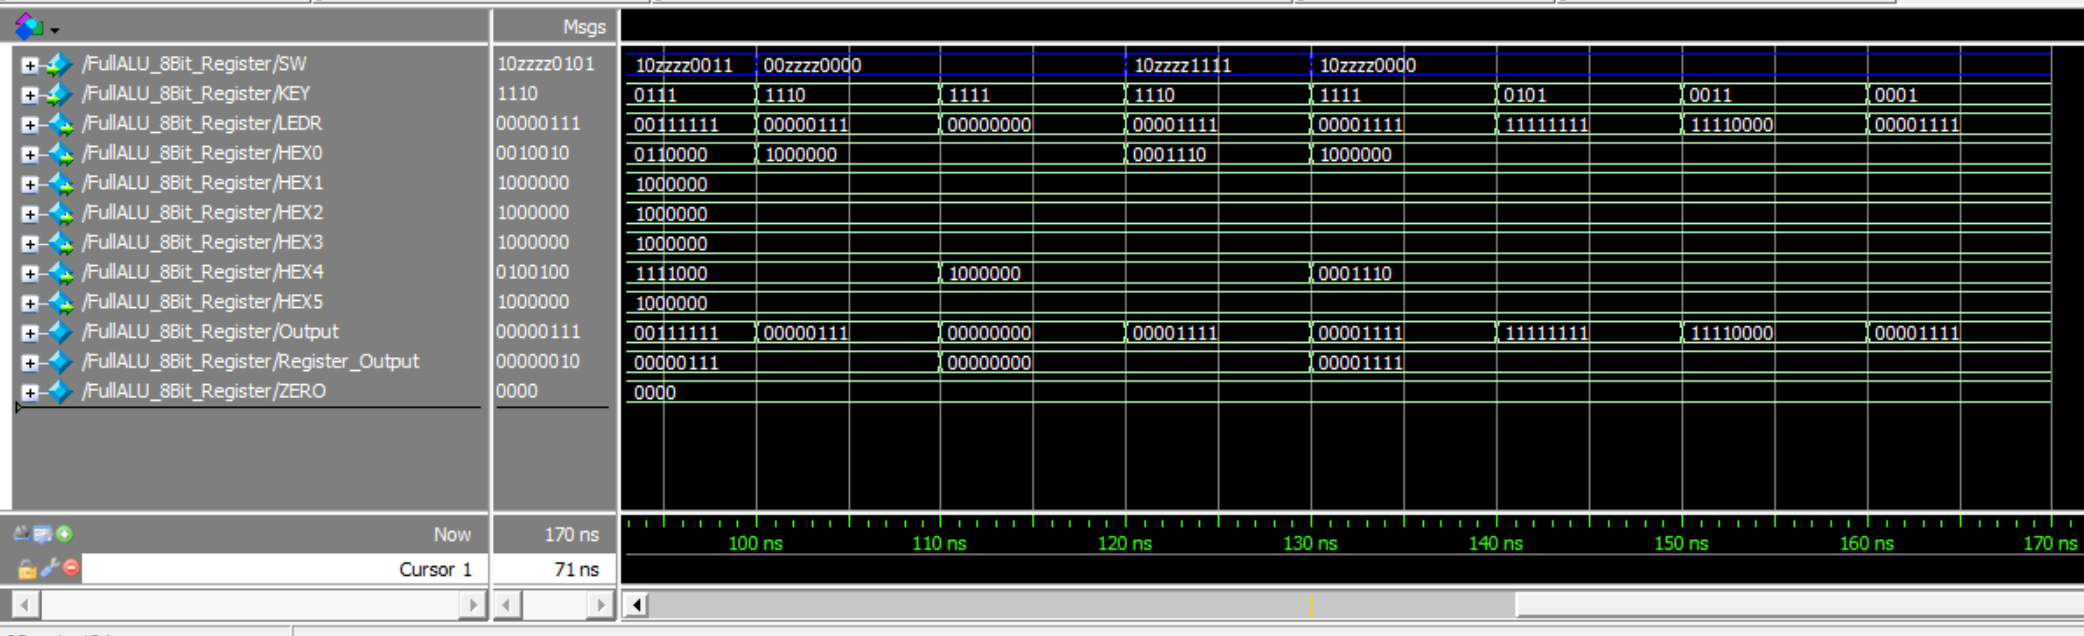 Msgs
/FullALU_8Bit_Register/SW 10zzzz0101 10zzzz0011 00zzzz0000 10zzzz1111 10zzzz0000
/FullALU_8Bit_Register/KEY 1110 0111 1110 1111 1110 1111 0101 0011 0001
/FullALU_8Bit_Register/LEDR 00000111 00111111 00000111 00000000 00001111 00001111 11111111 11110000 00001111
/FullALU_8Bit_Register/HEX0 0010010 0110000 1000000 0001110 1000000
/FullALU_8Bit_Register/HEX1 1000000 1000000
/FullALU_8Bit_Register/HEX2 1000000 1000000
/FullALU_8Bit_Register/HEX3 1000000 1000000
/FullALU_8Bit_Register/HEX4 0100100 1111000 1000000 0001110
/FullALU_8Bit_Register/HEX5 1000000 1000000
/FullALU_8Bit_Register/Output 00000111 00111111 00000111 00000000 00001111 00001111 11111111 11110000 00001111
/FullALU_8Bit_Register/Register_Output 00000010 00000111 00000000 00001111
/FullALU_8Bit_Register/ZERO 0000 0000
Now 170 ns 100 ns 110 ns 120 ns 130 ns 140 ns 150 ns 160 ns 170 ns
Cursor 1 71 ns